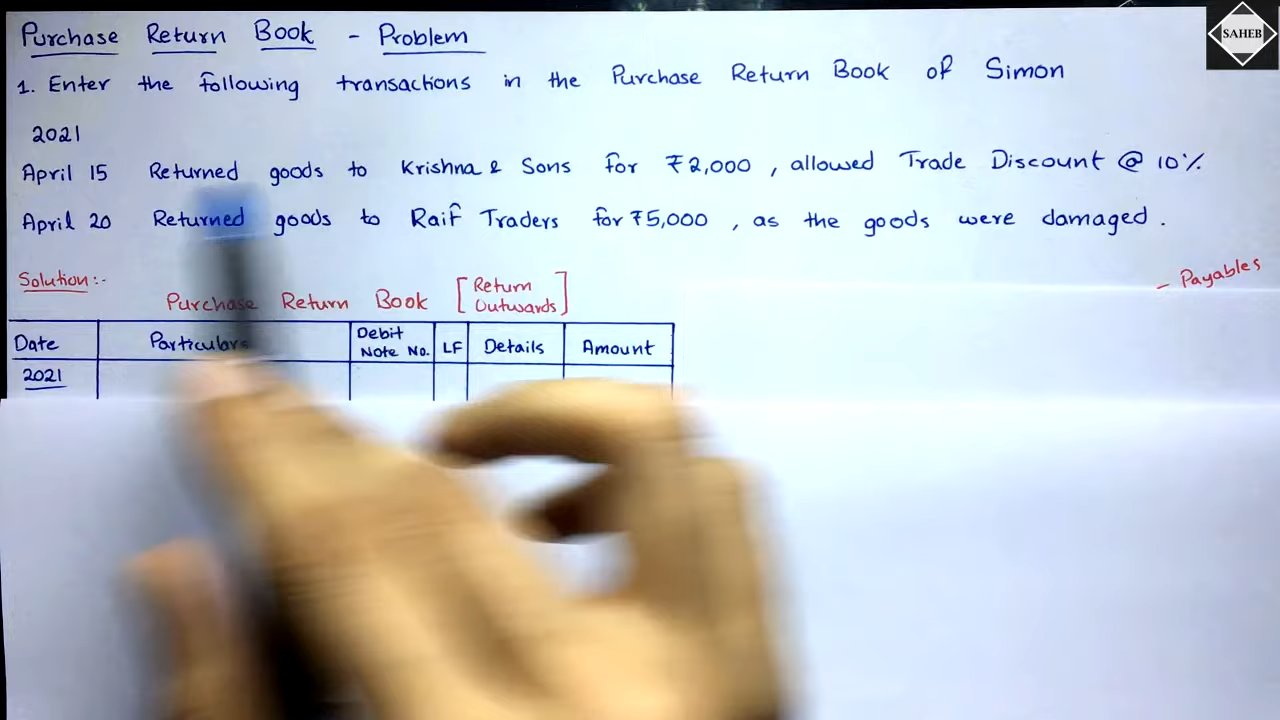 Purchase Return Book - Problem
SAHEB
1. Enter the following transactions in the Purchase Return Book of Simon
2021
April 15 Returned goods to Krishna & Sons for ₹2,000 , allowed Trade Discount @ 10%
April 20 Returned goods to Raif Traders for ₹5,000 , as the goods were damaged .
Solution:-
- Payables
Purchase Return Book [Return Outwards]
Date Particulars Debit Note No. LF Details Amount
2021